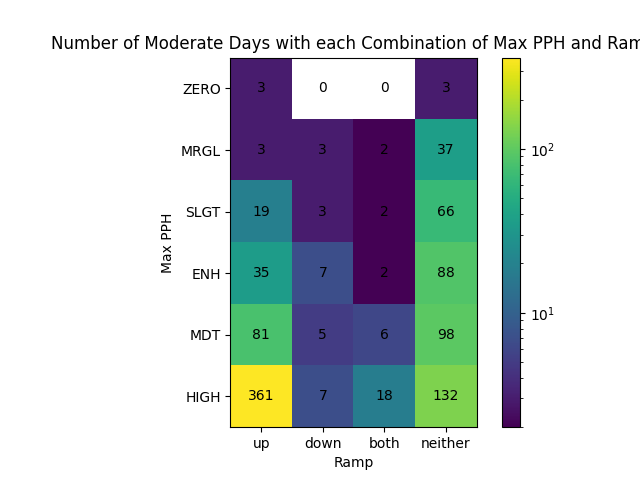 Number of Moderate Days with each Combination of Max PPH and Ram
ZERO 3 0 0 3
MRGL 3 3 2 37
SLGT 19 3 2 66
ENH 35 7 2 88
MDT 81 5 6 98
HIGH 361 7 18 132
up down both neither
Ramp
Max PPH
10²
10¹